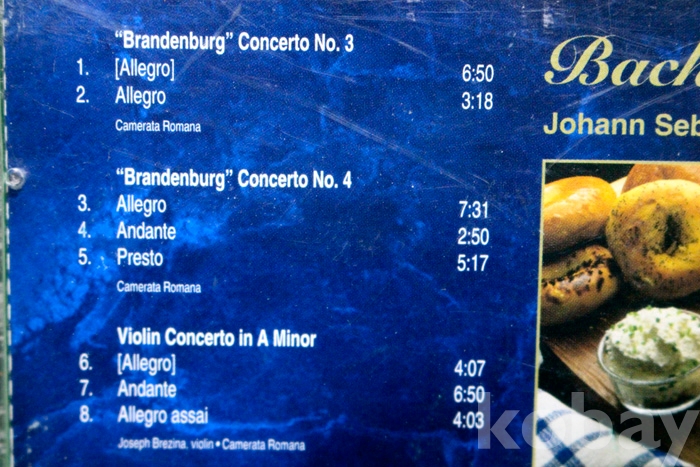 "Brandenburg" Concerto No. 3
1. [Allegro] 6:50
2. Allegro 3:18
Camerata Romana
"Brandenburg" Concerto No. 4
3. Allegro 7:31
4. Andante 2:50
5. Presto 5:17
Camerata Romana
Violin Concerto in A Minor
6. [Allegro] 4:07
7. Andante 6:50
8. Allegro assai 4:03
Joseph Brezina, violin • Camerata Romana
Bach
Johann Seb
kobay